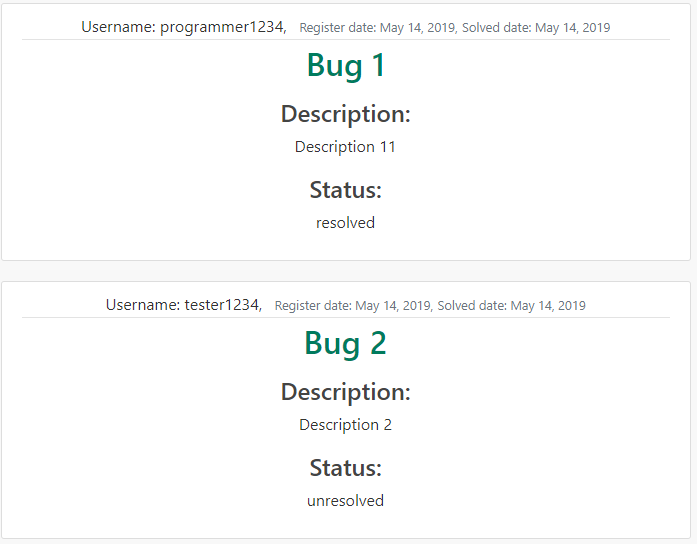 Username: programmer1234, Register date: May 14, 2019, Solved date: May 14, 2019
Bug 1
Description:
Description 11
Status:
resolved
Username: tester1234, Register date: May 14, 2019, Solved date: May 14, 2019
Bug 2
Description:
Description 2
Status:
unresolved